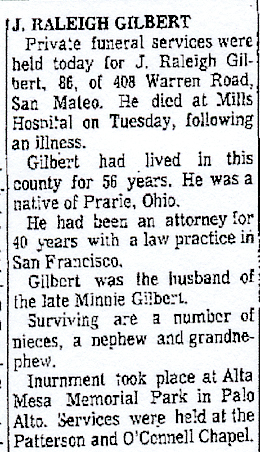 J. RALEIGH GILBERT
Private funeral services were
held today for J. Raleigh Gil-
bert, 86, of 408 Warren Road,
San Mateo. He died at Mills
Hospital on Tuesday, following
an illness.
Gilbert had lived in this
county for 56 years. He was a
native of Prarie, Ohio.
He had been an attorney for
40 years with a law practice in
San Francisco.
Gilbert was the husband of
the late Minnie Gilbert.
Surviving are a number of
nieces, a nephew and grandne-
phew.
Inurnment took place at Alta
Mesa Memorial Park in Palo
Alto. Services were held at the
Patterson and O'Connell Chapel.